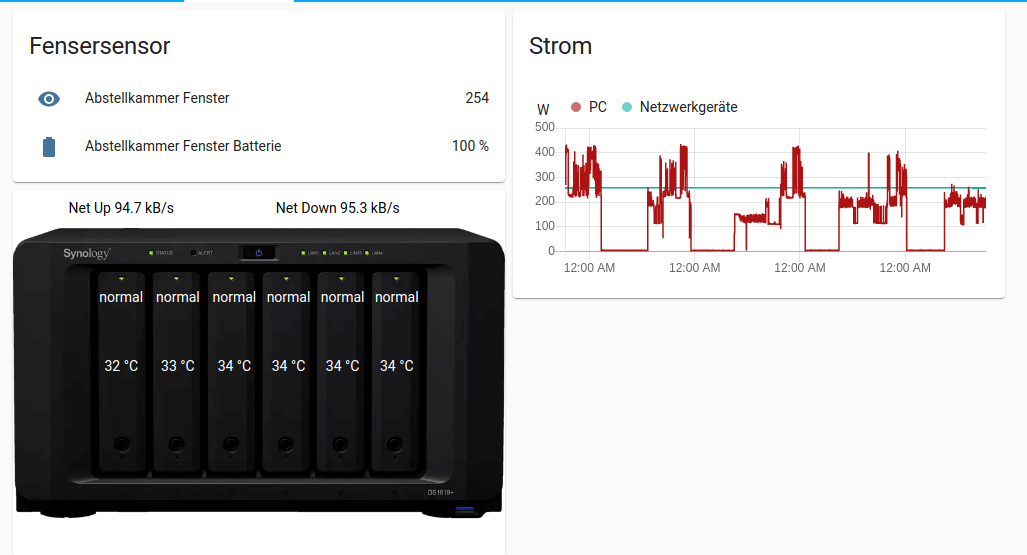 Fensersensor
Abstellkammer Fenster 254
Abstellkammer Fenster Batterie 100 %
Net Up 94.7 kB/s Net Down 95.3 kB/s
Synology STATUS ALERT LAN1 LAN2 LAN3 LAN4
normal normal normal normal normal normal
32 °C 33 °C 34 °C 34 °C 34 °C 34 °C
DS1618+
Strom
W PC Netzwerkgeräte
500
400
300
200
100
0
12:00 AM 12:00 AM 12:00 AM 12:00 AM